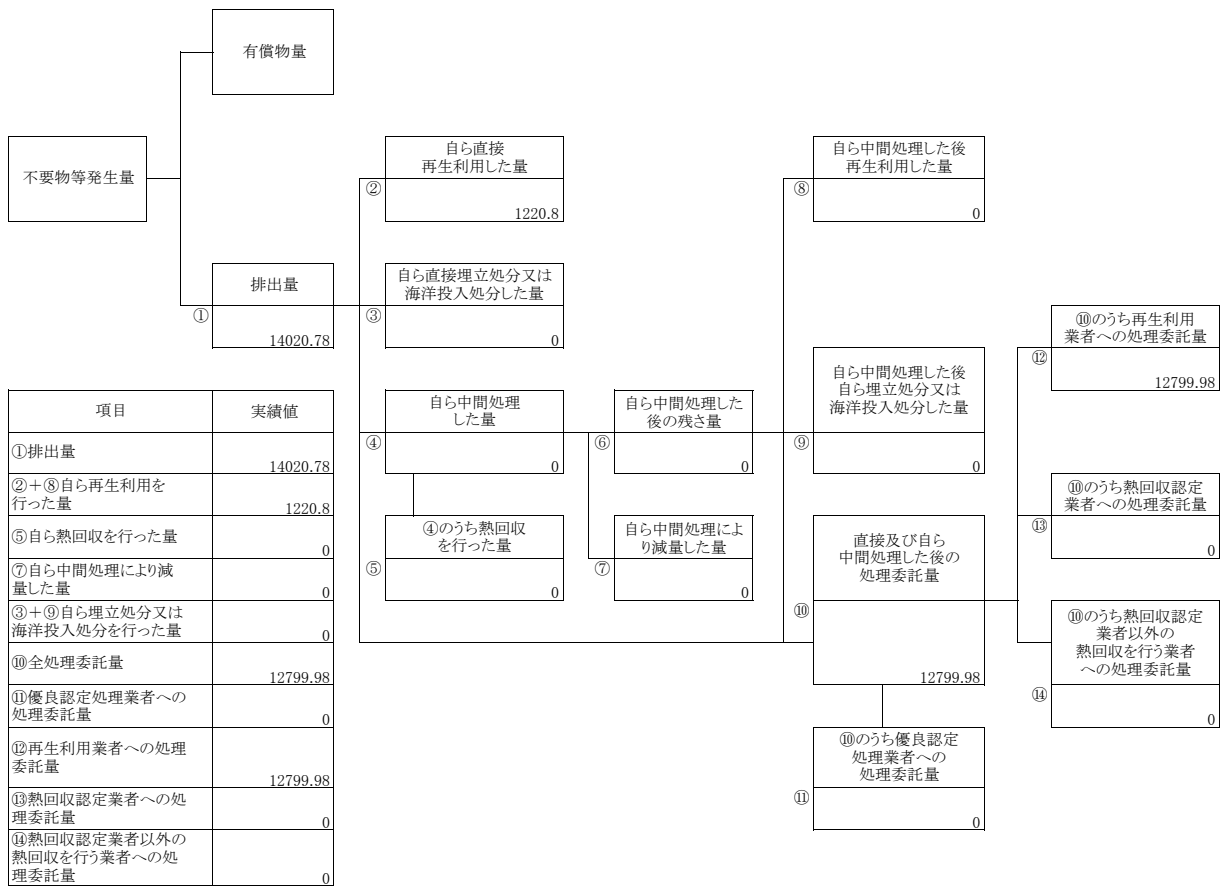 有償物量
不要物等発生量
排出量
①
14020.78
自ら直接
再生利用した量
②
1220.8
自ら直接埋立処分又は
海洋投入処分した量
③
0
自ら中間処理
した量
④
0
④のうち熱回収
を行った量
⑤
0
自ら中間処理した
後の残さ量
⑥
0
自ら中間処理によ
り減量した量
⑦
0
自ら中間処理した後
再生利用した量
⑧
0
自ら中間処理した後
自ら埋立処分又は
海洋投入処分した量
⑨
0
直接及び自ら
中間処理した後の
処理委託量
⑩
12799.98
⑩のうち優良認定
処理業者への
処理委託量
⑪
0
⑩のうち再生利用
業者への処理委託量
⑫
12799.98
⑩のうち熱回収認定
業者への処理委託量
⑬
0
⑩のうち熱回収認定
業者以外の
熱回収を行う業者
への処理委託量
⑭
0
項目 実績値
①排出量
14020.78
②＋⑧自ら再生利用を
行った量
1220.8
⑤自ら熱回収を行った量
0
⑦自ら中間処理により減
量した量
0
③＋⑨自ら埋立処分又は
海洋投入処分を行った量
0
⑩全処理委託量
12799.98
⑪優良認定処理業者への
処理委託量
0
⑫再生利用業者への処理
委託量
12799.98
⑬熱回収認定業者への処
理委託量
0
⑭熱回収認定業者以外の
熱回収を行う業者への処
理委託量
0